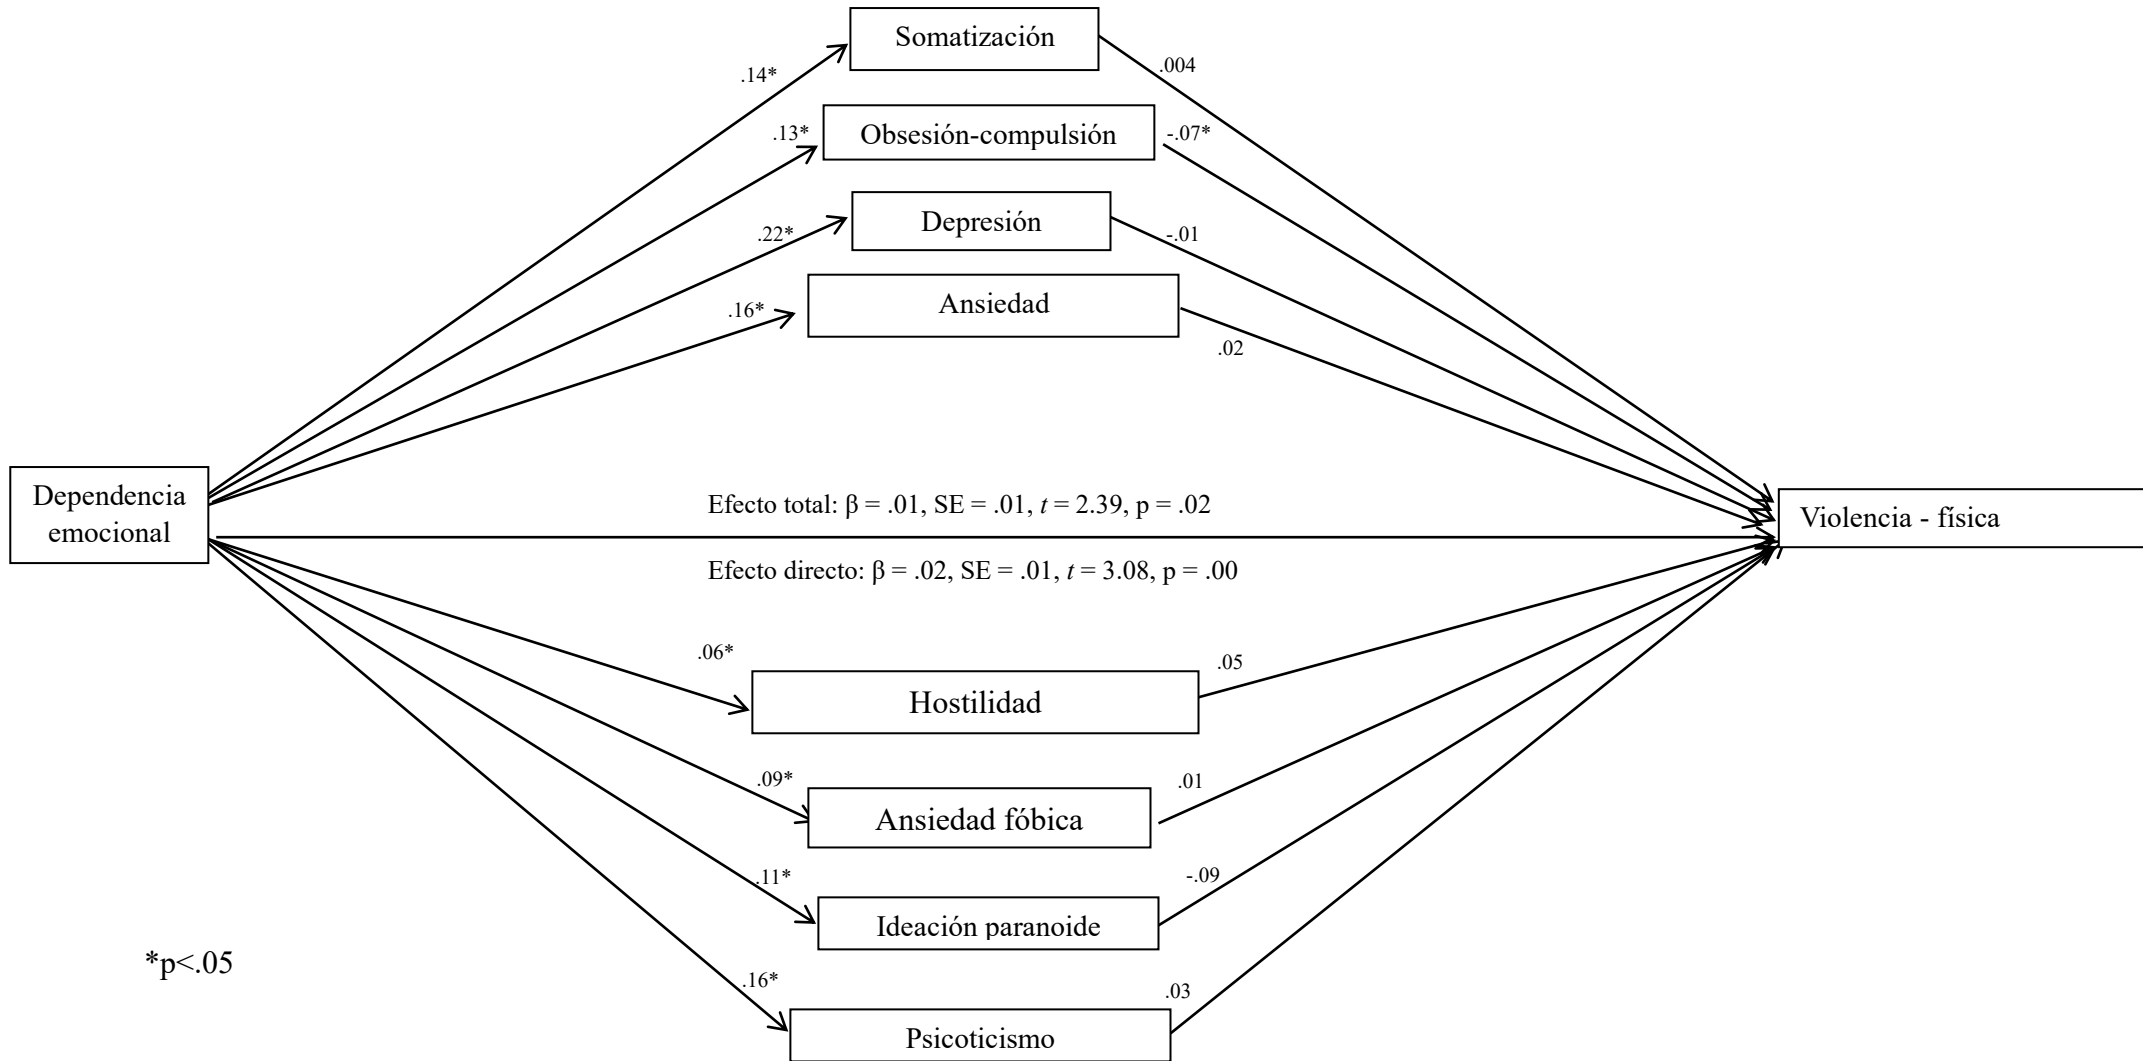 Somatización
.14*
.004
.13*
Obsesión-compulsión
-.07*
.22*
Depresión
-.01
.16*
Ansiedad
.02
Dependencia
emocional
Efecto total: β = .01, SE = .01, t = 2.39, p = .02
Violencia - física
Efecto directo: β = .02, SE = .01, t = 3.08, p = .00
.06*
.05
Hostilidad
.09*
.01
Ansiedad fóbica
.11*
-.09
Ideación paranoide
*p<.05
.16*
.03
Psicoticismo